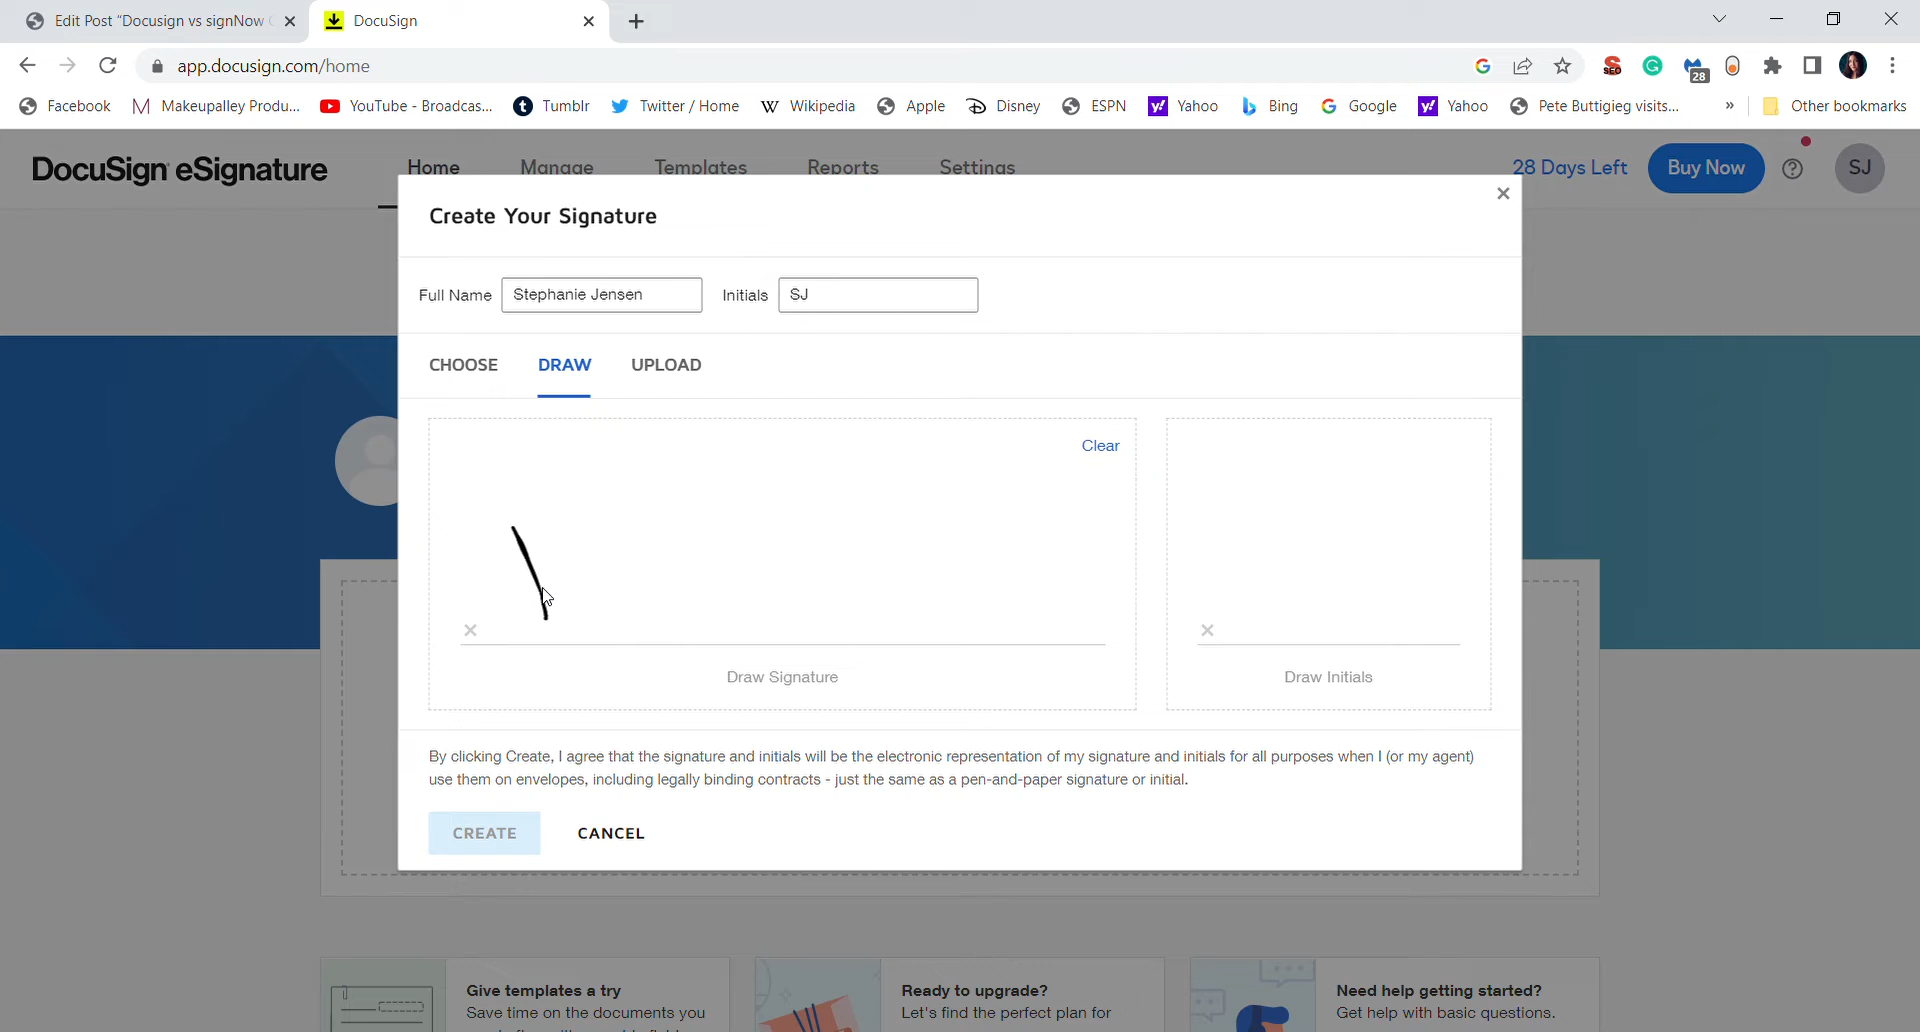 Edit Post "Docusign vs signNow
DocuSign
app.docusign.com/home
SEO
28
Facebook
Makeupalley Produ...
YouTube - Broadcas...
Tumblr
Twitter / Home
Wikipedia
Apple
Disney
ESPN
Yahoo
Bing
Google
Yahoo
Pete Buttigieg visits...
»
Other bookmarks
DocuSign eSignature
Home
Manage
Templates
Reports
Settings
28 Days Left
Buy Now
SJ
Create Your Signature
Full Name
Stephanie Jensen
Initials
SJ
CHOOSE
DRAW
UPLOAD
Clear
Draw Signature
Draw Initials
By clicking Create, I agree that the signature and initials will be the electronic representation of my signature and initials for all purposes when I (or my agent)
use them on envelopes, including legally binding contracts - just the same as a pen-and-paper signature or initial.
CREATE
CANCEL
Give templates a try
Save time on the documents you
Ready to upgrade?
Let's find the perfect plan for
Need help getting started?
Get help with basic questions.